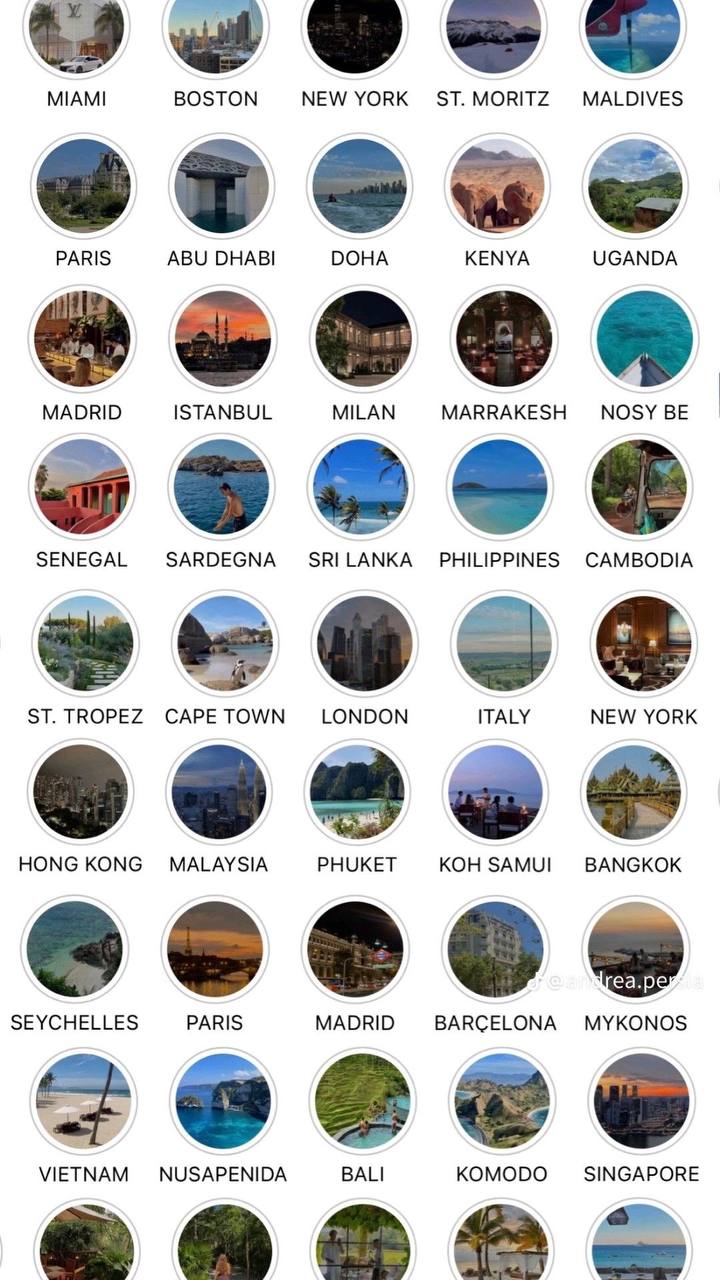 MIAMI BOSTON NEW YORK ST. MORITZ MALDIVES
PARIS ABU DHABI DOHA KENYA UGANDA
MADRID ISTANBUL MILAN MARRAKESH NOSY BE
SENEGAL SARDEGNA SRI LANKA PHILIPPINES CAMBODIA
ST. TROPEZ CAPE TOWN LONDON ITALY NEW YORK
HONG KONG MALAYSIA PHUKET KOH SAMUI BANGKOK
@andrea.persia
SEYCHELLES PARIS MADRID BARÇELONA MYKONOS
VIETNAM NUSAPENIDA BALI KOMODO SINGAPORE